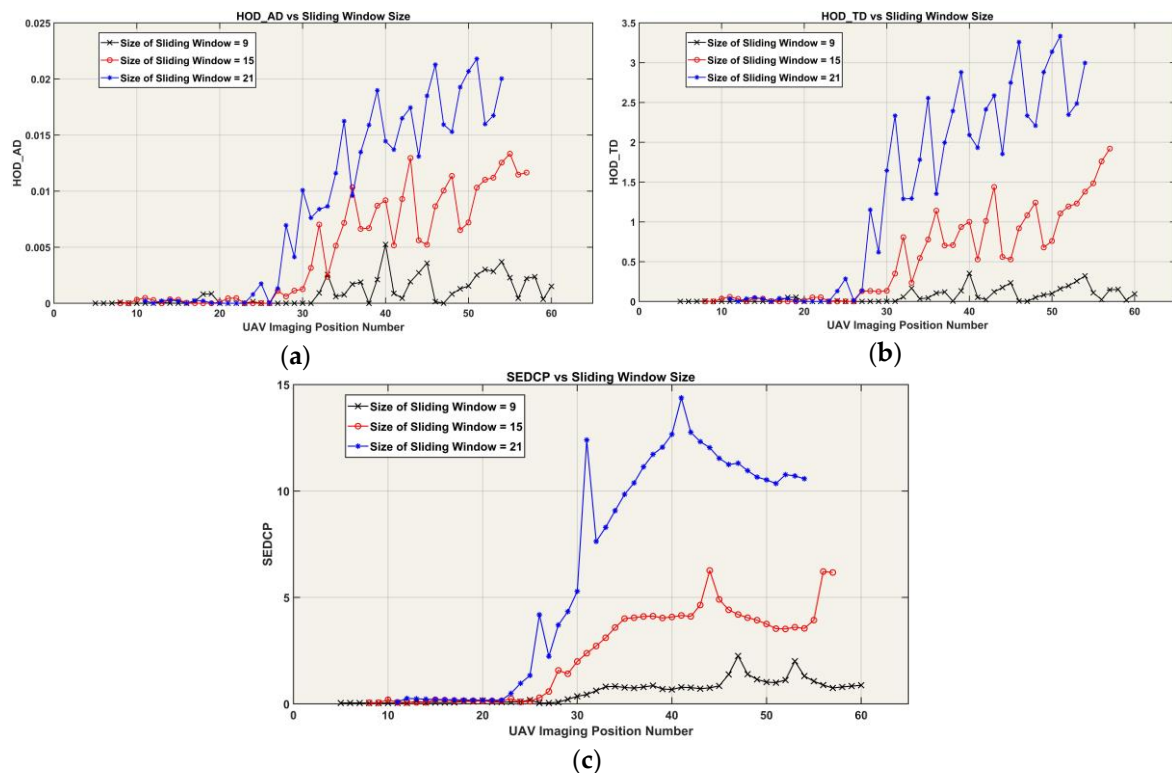 HOD_AD vs Sliding Window Size
Size of Sliding Window = 9
Size of Sliding Window = 15
Size of Sliding Window = 21
HOD_AD
0.025
0.02
0.015
0.01
0.005
0
0 10 20 30 40 50 60
UAV Imaging Position Number
(a)
HOD_TD vs Sliding Window Size
Size of Sliding Window = 9
Size of Sliding Window = 15
Size of Sliding Window = 21
HOD_TD
3.5
3
2.5
2
1.5
1
0.5
0
0 10 20 30 40 50 60
UAV Imaging Position Number
(b)
SEDCP vs Sliding Window Size
Size of Sliding Window = 9
Size of Sliding Window = 15
Size of Sliding Window = 21
SEDCP
15
10
5
0
0 10 20 30 40 50 60
UAV Imaging Position Number
(c)